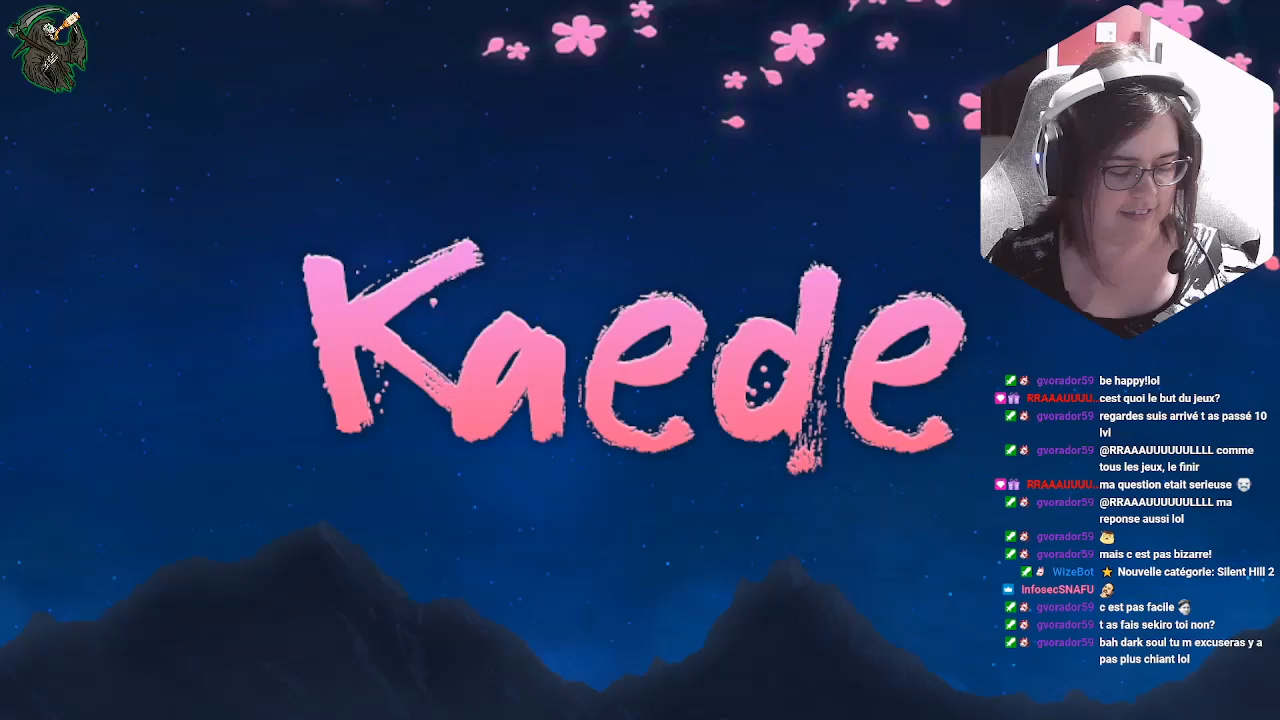 Kaede
gvorador59 be happy!lol
RRAAAUUUU... cest quoi le but du jeux?
gvorador59 regardes suis arrivé t as passé 10
lvl
gvorador59 @RRAAAUUUUUULLLL comme
tous les jeux, le finir
RRAAAUUUU... ma question etait serieuse
gvorador59 @RRAAAUUUUUULLLL ma
reponse aussi lol
gvorador59
gvorador59 mais c est pas bizarre!
WizeBot Nouvelle catégorie: Silent Hill 2
InfosecSNAFU
gvorador59 c est pas facile
gvorador59 t as fais sekiro toi non?
gvorador59 bah dark soul tu m excuseras y a
pas plus chiant lol